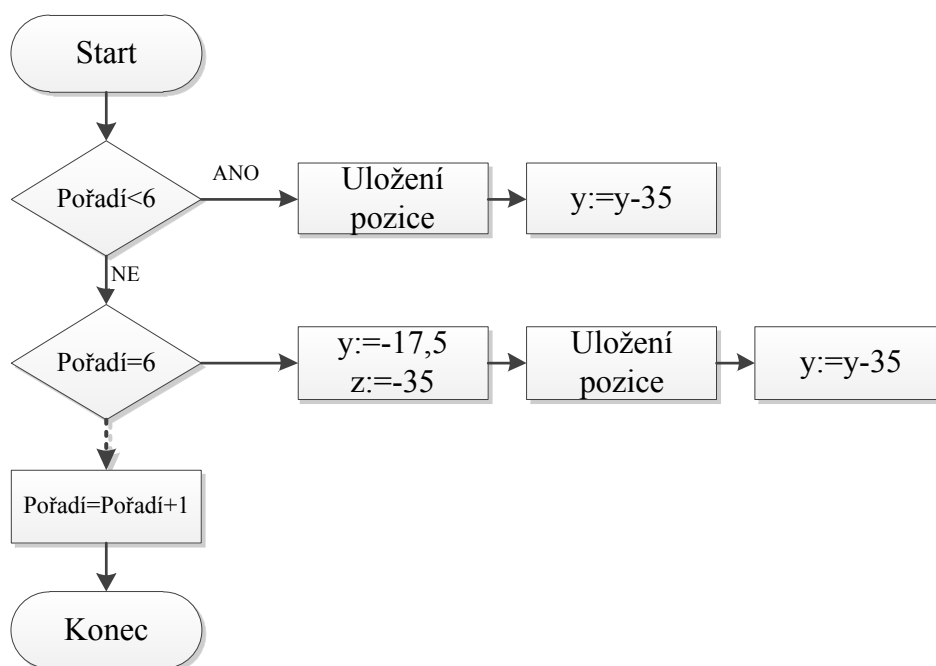 Start
Pořadí<6
ANO
Uložení
pozice
y:=y-35
NE
Pořadí=6
y:=-17,5
z:=-35
Uložení
pozice
y:=y-35
Pořadí=Pořadí+1
Konec